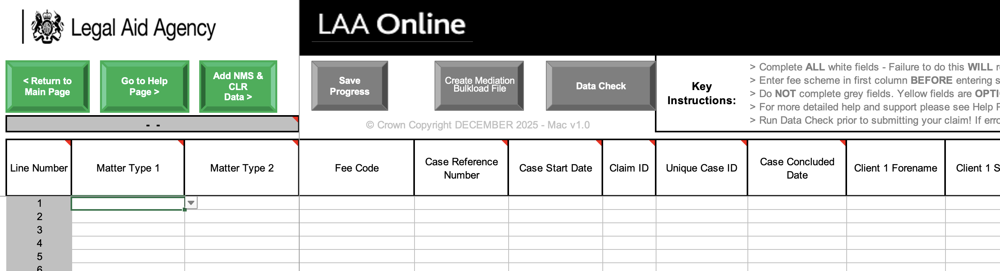 Legal Aid Agency
LAA Online
< Return to
Main Page
Go to Help
Page >
Add NMS &
CLR
Data >
Save
Progress
Create Mediation
Bulkload File
Data Check
Key
Instructions:
> Complete ALL white fields - Failure to do this WILL
> Enter fee scheme in first column BEFORE entering
> Do NOT complete grey fields. Yellow fields are
> For more detailed help and support please see Help
> Run Data Check prior to submitting your claim! If
- -
© Crown Copyright DECEMBER 2025 - Mac v1.0
Line Number
Matter Type 1
Matter Type 2
Fee Code
Case Reference
Number
Case Start Date
Claim ID
Unique Case ID
Case Concluded
Date
Client 1 Forename
Client 1 S
1
2
3
4
5
6